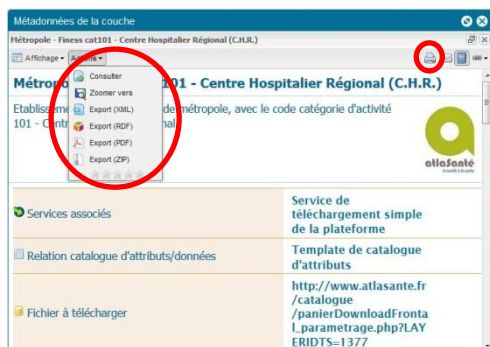 Métadonnées de la couche
Métropole - Finess cat101 - Centre Hospitalier Régional (C.H.R.)
Affichage Actions
Consulter
Zoomer vers
Export (XML)
Export (RDF)
Export (PDF)
Export (ZIP)
Métrop 101 - Centre Hospitalier Régional (C.H.R.)
Etablisseme de métropole, avec le code catégorie d'activité
101 - Centr nal
atlaSanté
Services associés
Service de
téléchargement simple
de la plateforme
Relation catalogue d'attributs/données
Template de catalogue
d'attributs
Fichier à télécharger
http://www.atlasante.fr
/catalogue
/panierDownloadFronta
l_parametrage.php?LAY
ERIDTS=1377